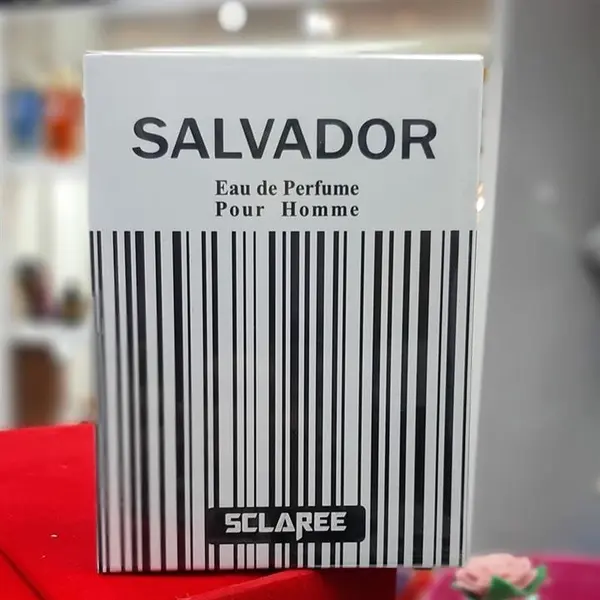 SALVADOR
Eau de Perfume
Pour Homme
SCLAREE